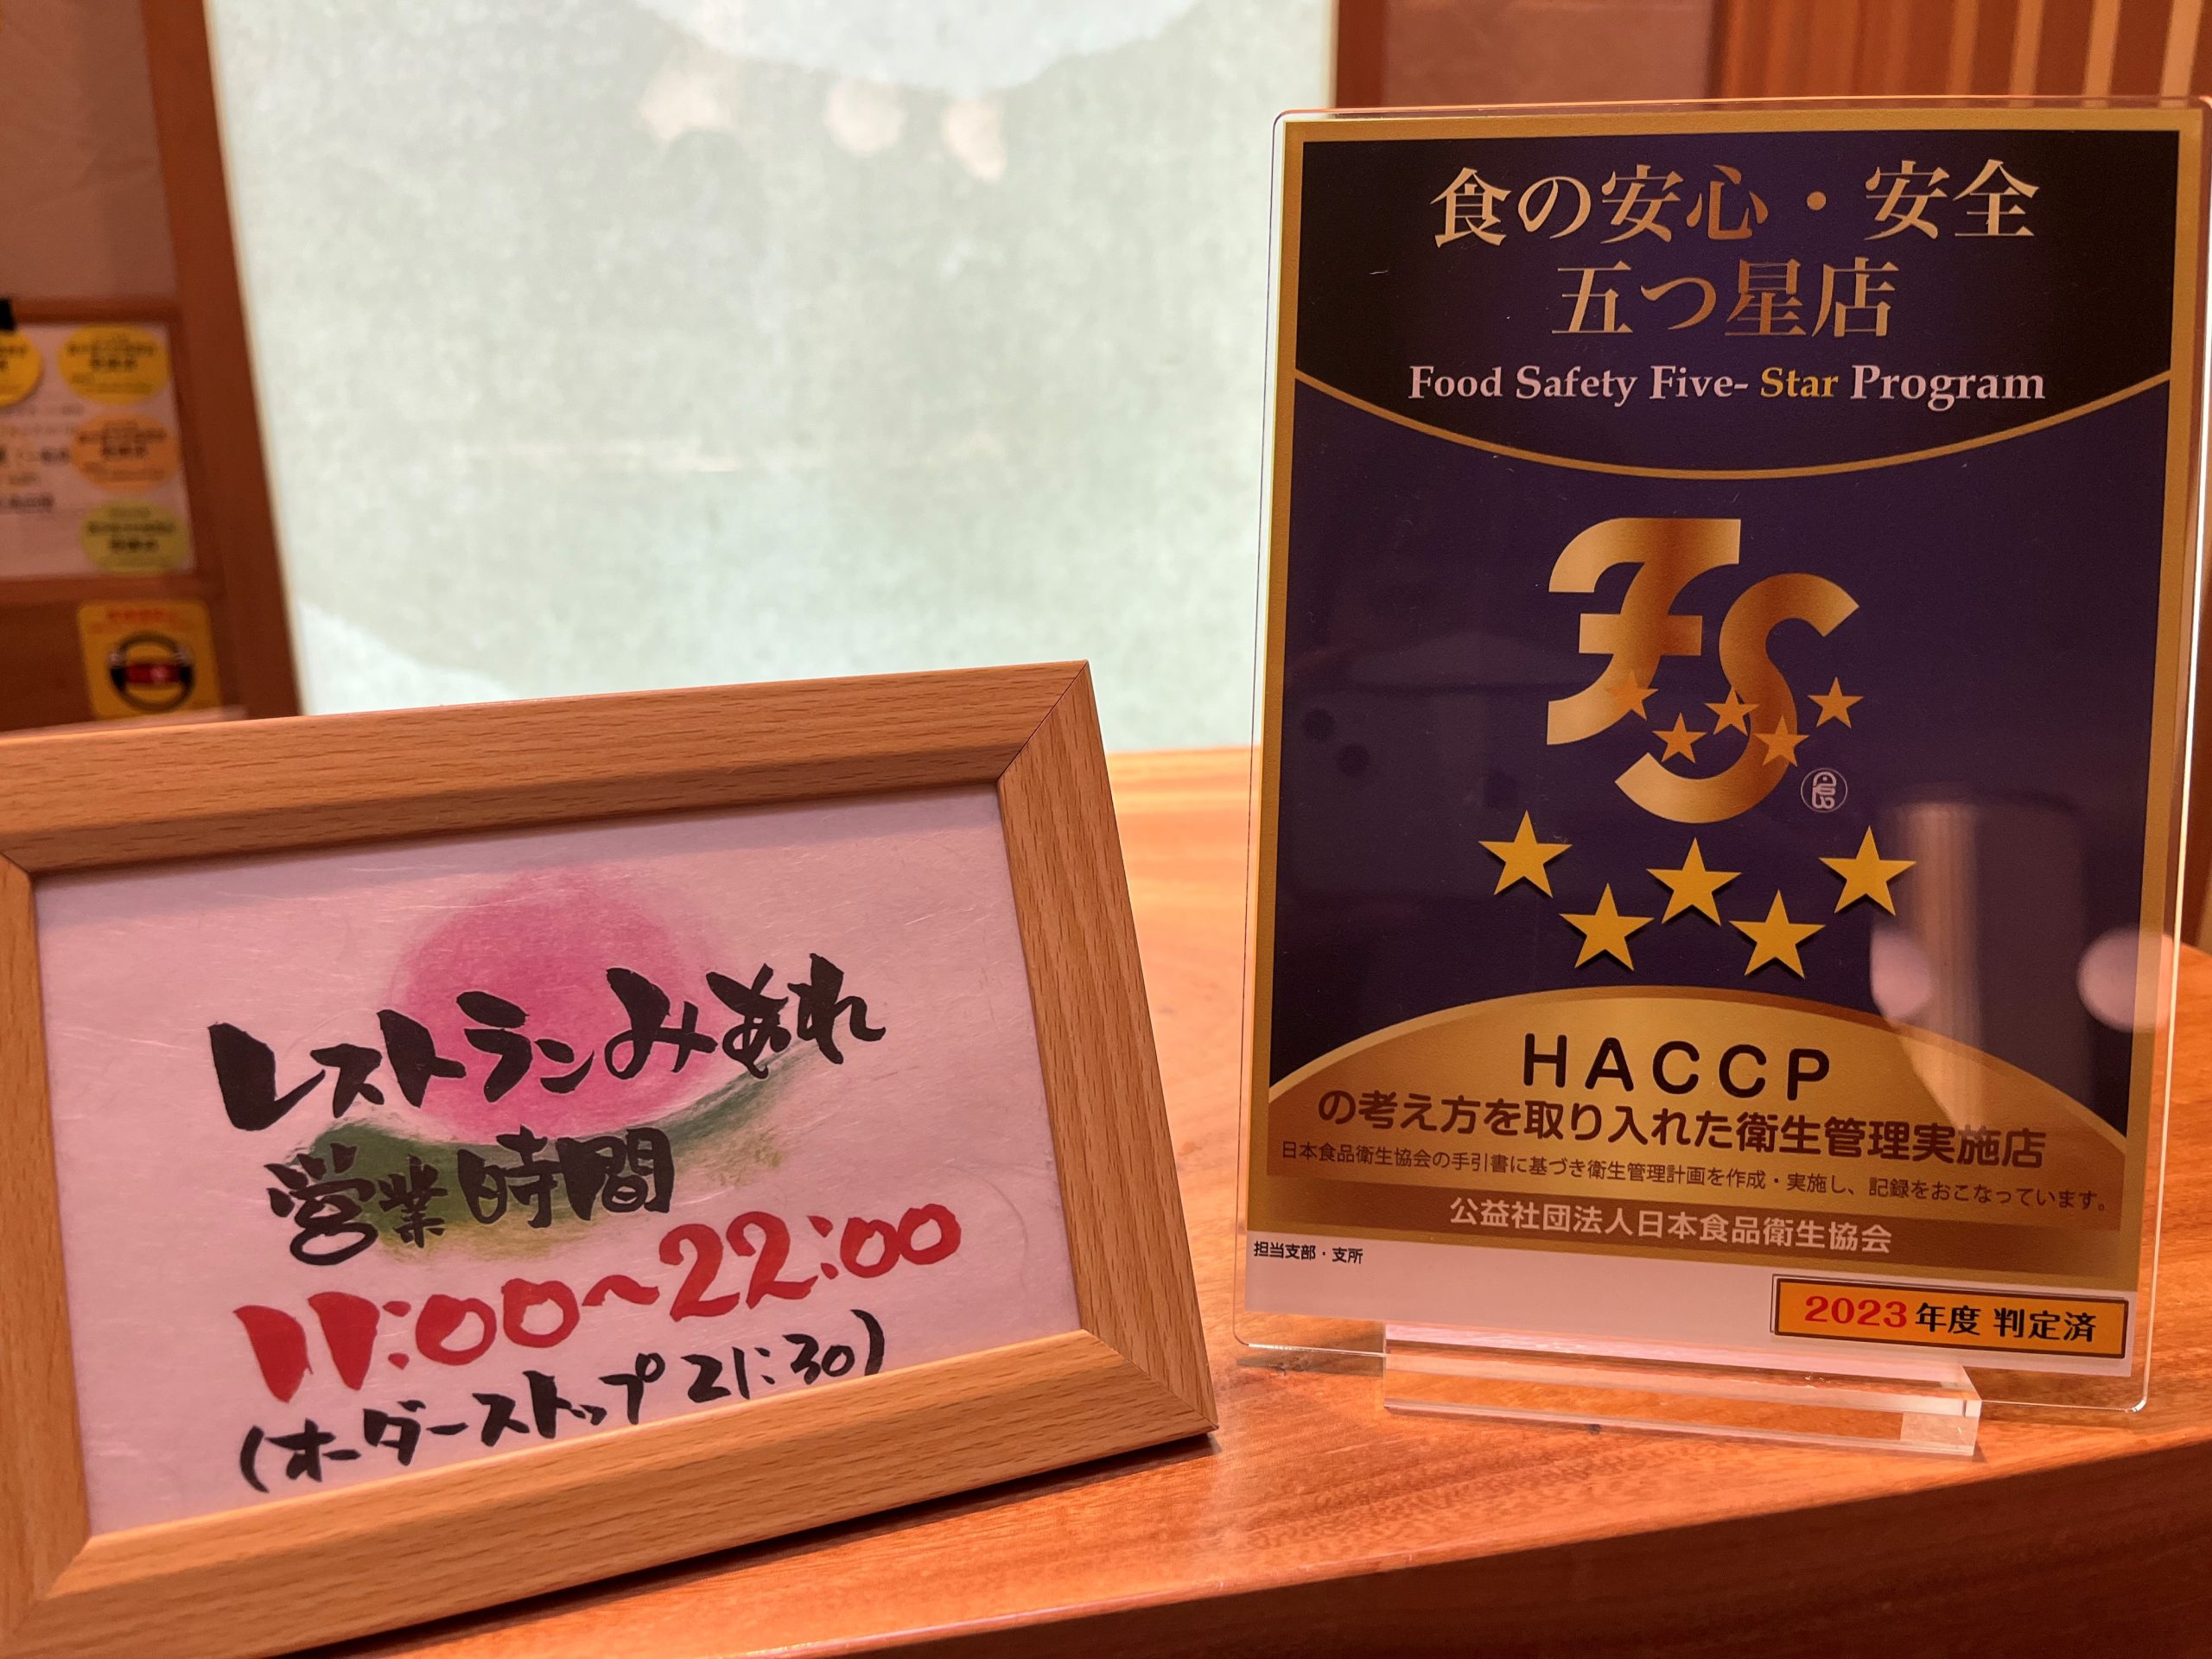 レストランみあれ
営業時間
11:00~22:00
(オーダーストップ 21:30)
食の安心・安全
五つ星店
Food Safety Five- Star Program
FS
HACCP
の考え方を取り入れた衛生管理実施店
日本食品衛生協会の手引書に基づき衛生管理計画を作成・実施し、記録をおこなっています。
公益社団法人日本食品衛生協会
担当支部・支所
2023年度 判定済